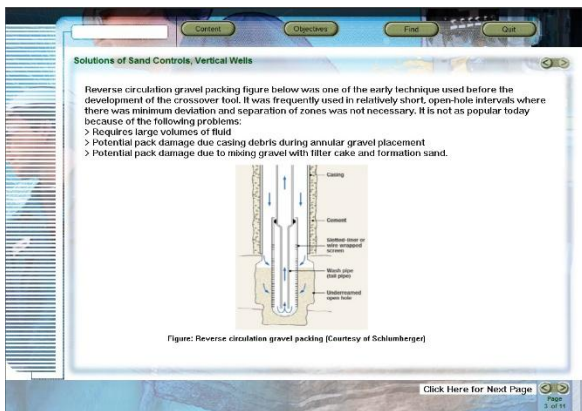 Content
Objectives
Find
Quit
Solutions of Sand Controls, Vertical Wells
Reverse circulation gravel packing figure below was one of the early technique used before the
development of the crossover tool. It was frequently used in relatively short, open-hole intervals where
there was minimum deviation and separation of zones was not necessary. It is not as popular today
because of the following problems:
> Requires large volumes of fluid
> Potential pack damage due casing debris during annular gravel placement
> Potential pack damage due to mixing gravel with filter cake and formation sand.
Casing
Cement
Slotted liner or
wire wrapped
screen
Wash pipe
(tail pipe)
Underreamed
open hole
Figure: Reverse circulation gravel packing (Courtesy of Schlumberger)
Click Here for Next Page
Page
3 of 11